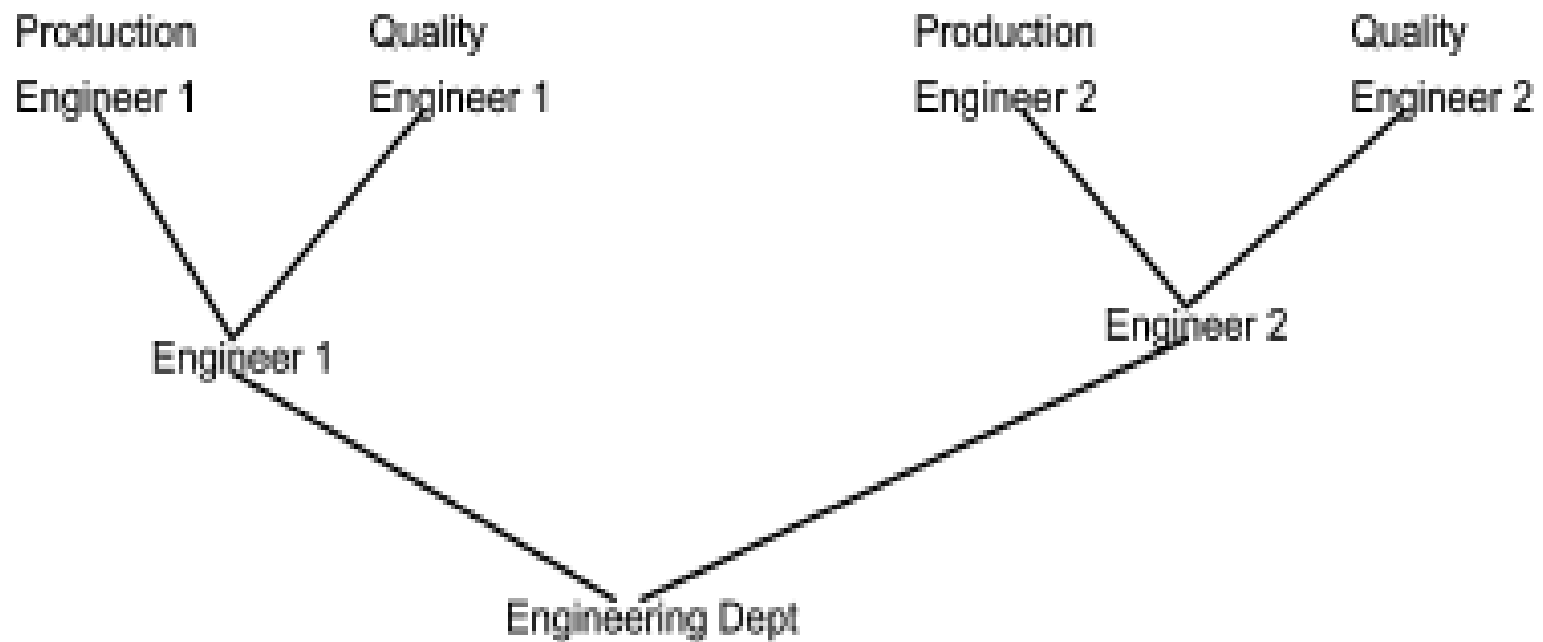 Production
Engineer 1
Quality
Engineer 1
Production
Engineer 2
Quality
Engineer 2
Engineer 1
Engineer 2
Engineering Dept